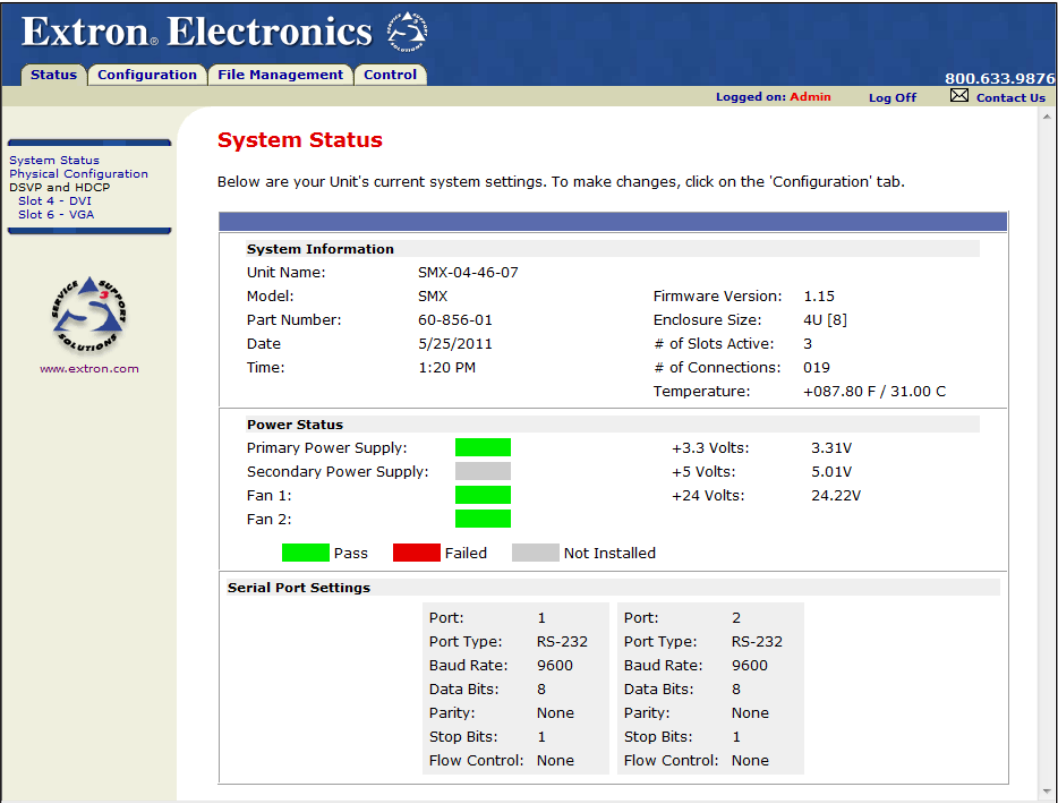 Extron® Electronics
SERVICE SUPPORT SOLUTIONS S3
Status Configuration File Management Control
800.633.9876
Logged on: Admin Log Off Contact Us
System Status
Physical Configuration
DSVP and HDCP
Slot 4 - DVI
Slot 6 - VGA
SERVICE SUPPORT SOLUTIONS S3
www.extron.com
System Status
Below are your Unit's current system settings. To make changes, click on the 'Configuration' tab.
System Information
Unit Name: SMX-04-46-07
Model: SMX Firmware Version: 1.15
Part Number: 60-856-01 Enclosure Size: 4U [8]
Date 5/25/2011 # of Slots Active: 3
Time: 1:20 PM # of Connections: 019
Temperature: +087.80 F / 31.00 C
Power Status
Primary Power Supply: +3.3 Volts: 3.31V
Secondary Power Supply: +5 Volts: 5.01V
Fan 1: +24 Volts: 24.22V
Fan 2:
Pass Failed Not Installed
Serial Port Settings
Port: 1 Port: 2
Port Type: RS-232 Port Type: RS-232
Baud Rate: 9600 Baud Rate: 9600
Data Bits: 8 Data Bits: 8
Parity: None Parity: None
Stop Bits: 1 Stop Bits: 1
Flow Control: None Flow Control: None